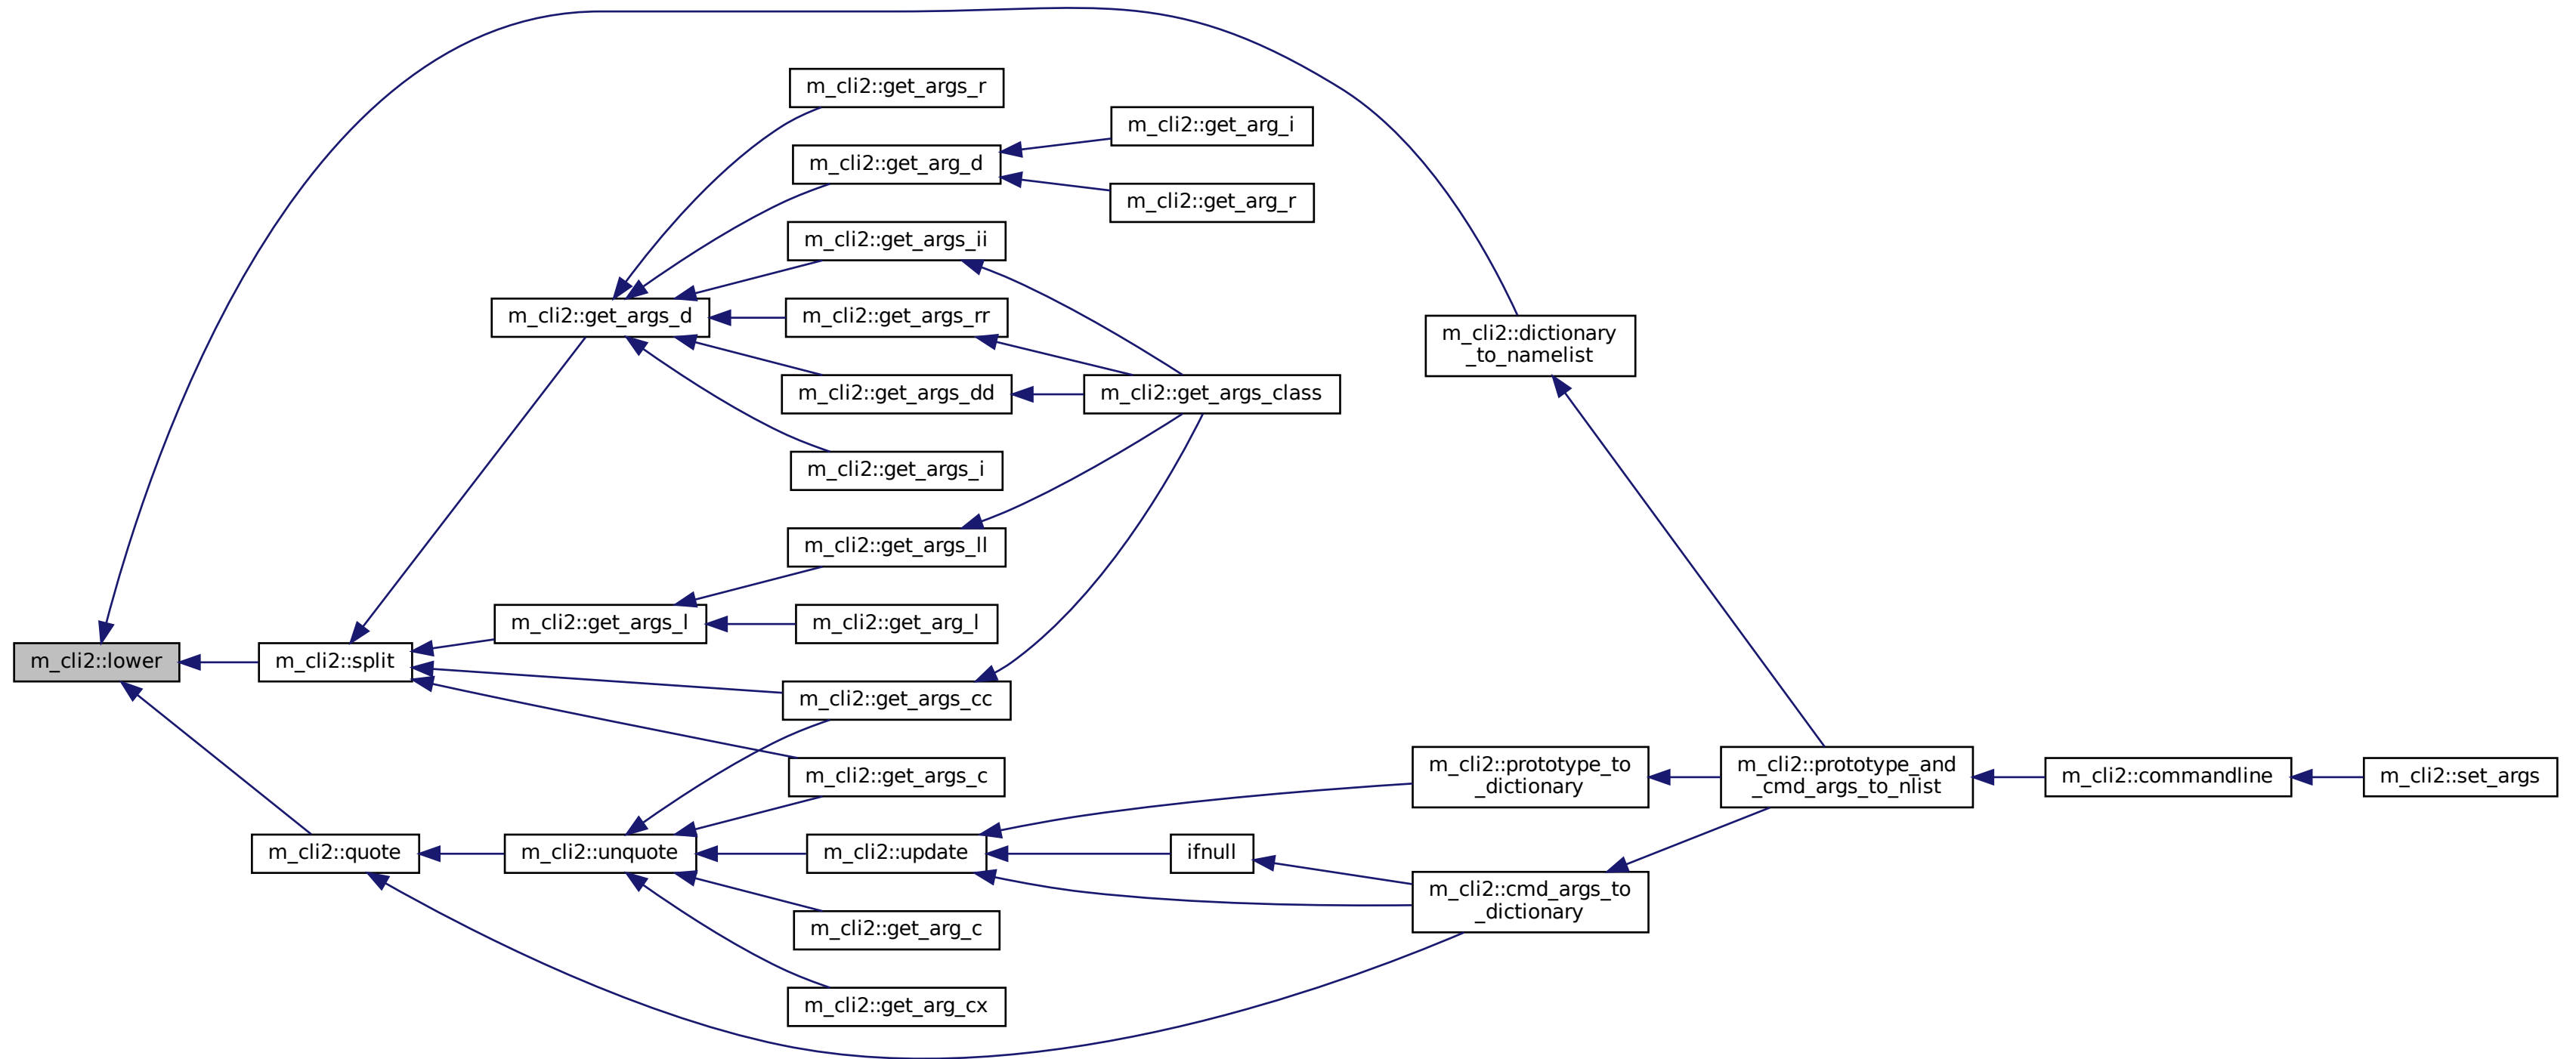 m_cli2::get_args_r
m_cli2::get_arg_i
m_cli2::get_arg_d
m_cli2::get_arg_r
m_cli2::get_args_ii
m_cli2::get_args_d
m_cli2::get_args_rr
m_cli2::dictionary
_to_namelist
m_cli2::get_args_dd
m_cli2::get_args_class
m_cli2::get_args_i
m_cli2::get_args_ll
m_cli2::get_args_l
m_cli2::get_arg_l
m_cli2::lower
m_cli2::split
m_cli2::get_args_cc
m_cli2::get_args_c
m_cli2::prototype_to
_dictionary
m_cli2::prototype_and
_cmd_args_to_nlist
m_cli2::commandline
m_cli2::set_args
m_cli2::quote
m_cli2::unquote
m_cli2::update
ifnull
m_cli2::cmd_args_to
_dictionary
m_cli2::get_arg_c
m_cli2::get_arg_cx